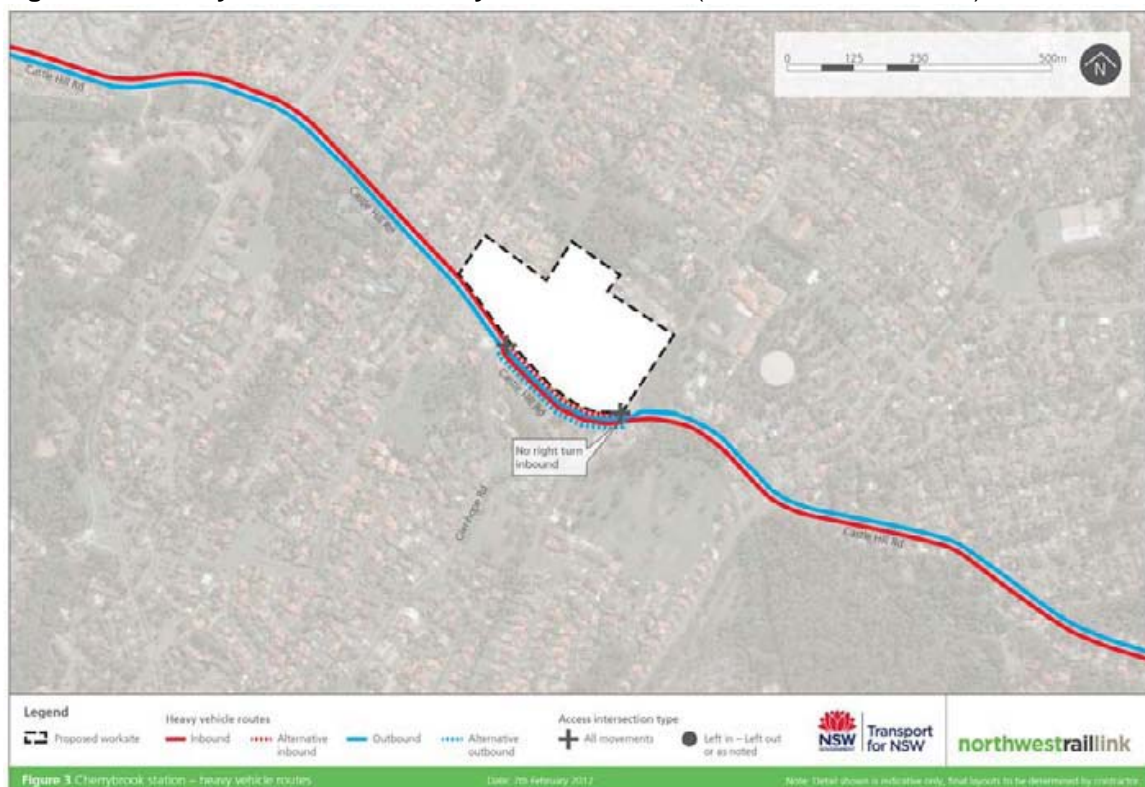 0 125 250 500m
N
Castle Hill Rd
Castle Hill Rd
Castle Hill Rd
No right turn
inbound
Glenhope Rd
Castle Hill Rd
Legend
Proposed worksite
Heavy vehicle routes
Inbound
Alternative
inbound
Outbound
Alternative
outbound
Access intersection type
All movements
Left in – Left out
or as noted
NSW
GOVERNMENT
Transport
for NSW
northwestraillink
Figure 3 Cherrybrook station – heavy vehicle routes
Date: 7th February 2012
Note: Detail shown is indicative only, final layouts to be determined by contractor